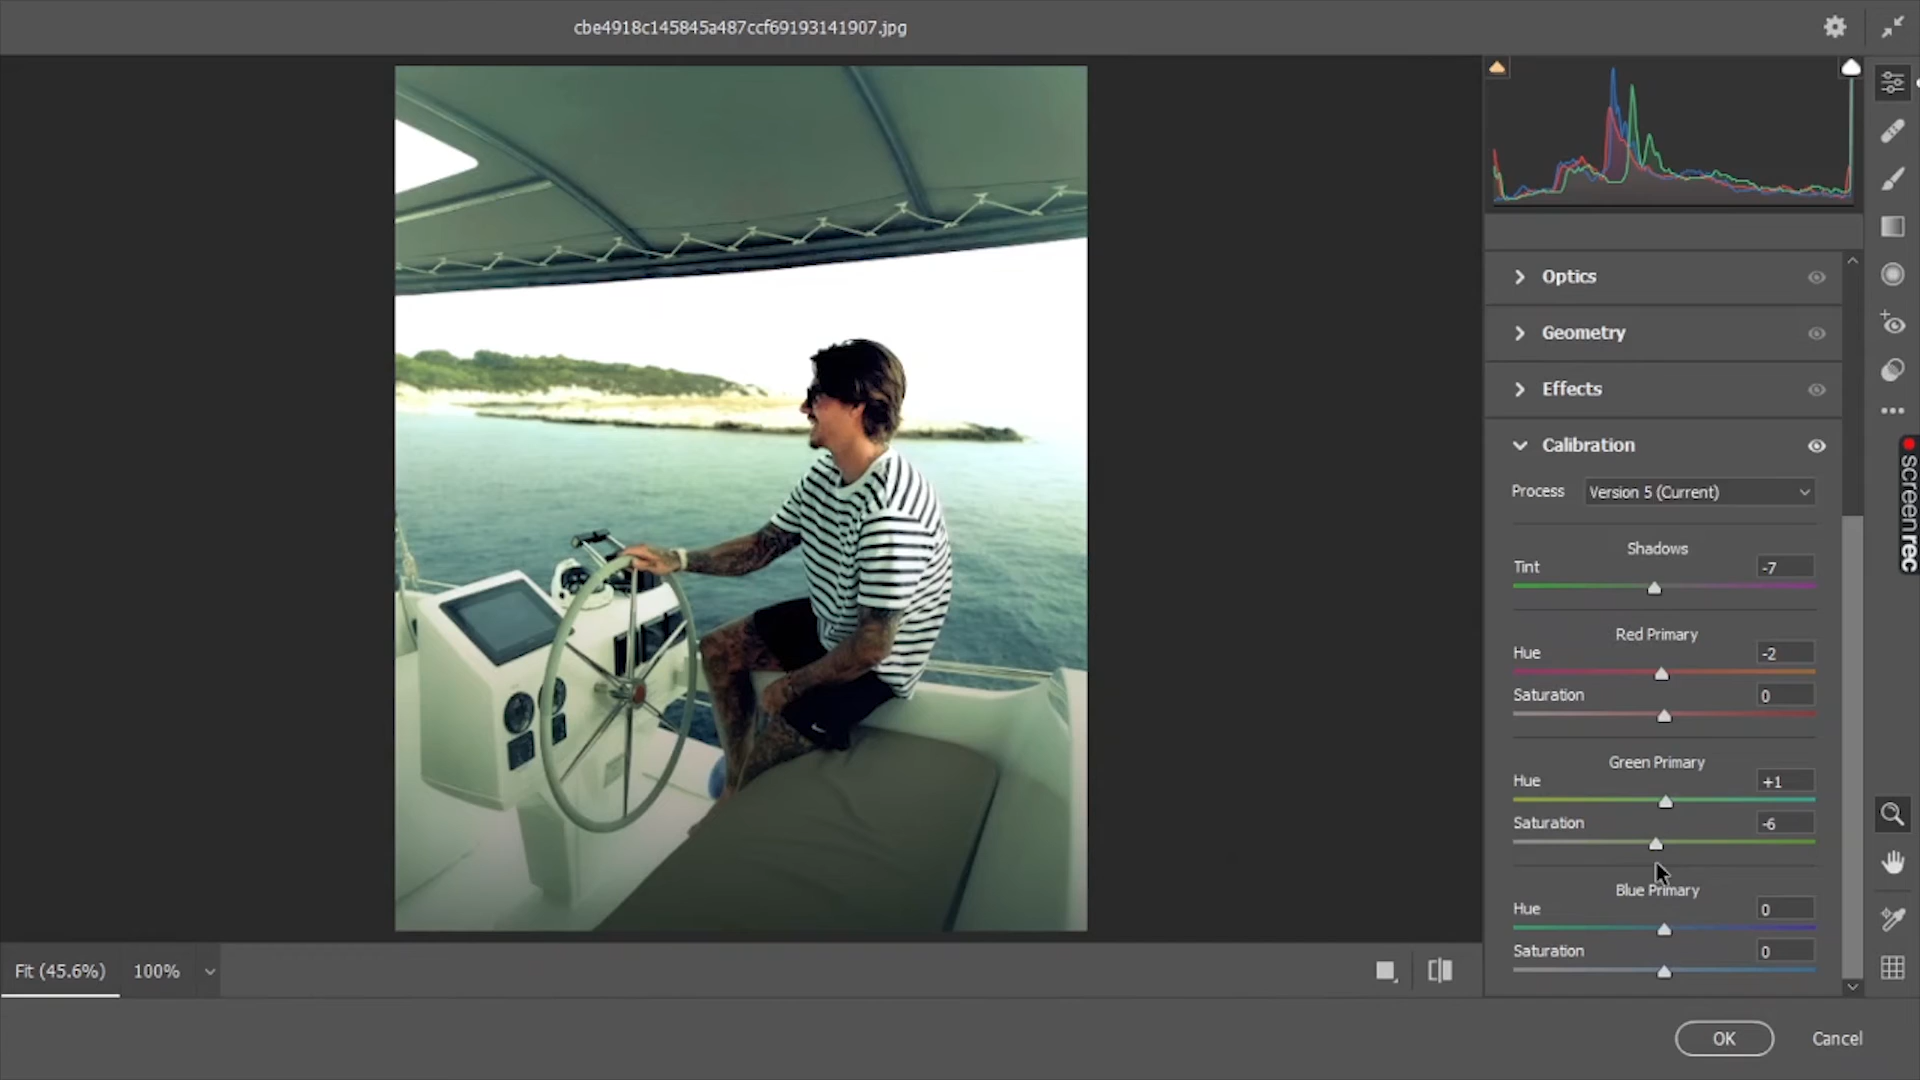 cbe4918c145845a487ccf69193141907.jpg
Optics
Geometry
Effects
Calibration
Process Version 5 (Current)
Shadows
Tint -7
Red Primary
Hue -2
Saturation 0
Green Primary
Hue +1
Saturation -6
Blue Primary
Hue 0
Saturation 0
screenrec
Fit (45.6%) 100%
OK Cancel